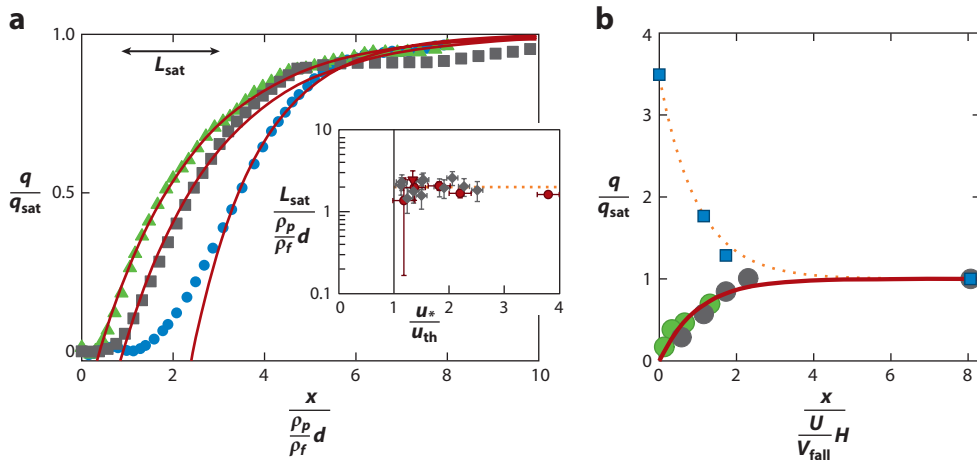 a
1.0
0.5
0
q
q_sat
L_sat
0 2 4 6 8 10
x
ρ_p
ρ_f d
10
1
0.1
L_sat
ρ_p
ρ_f d
0 1 2 3 4
u_*
u_th
b
4
3
2
1
0
q
q_sat
0 2 4 6 8
x
U
V_fall H